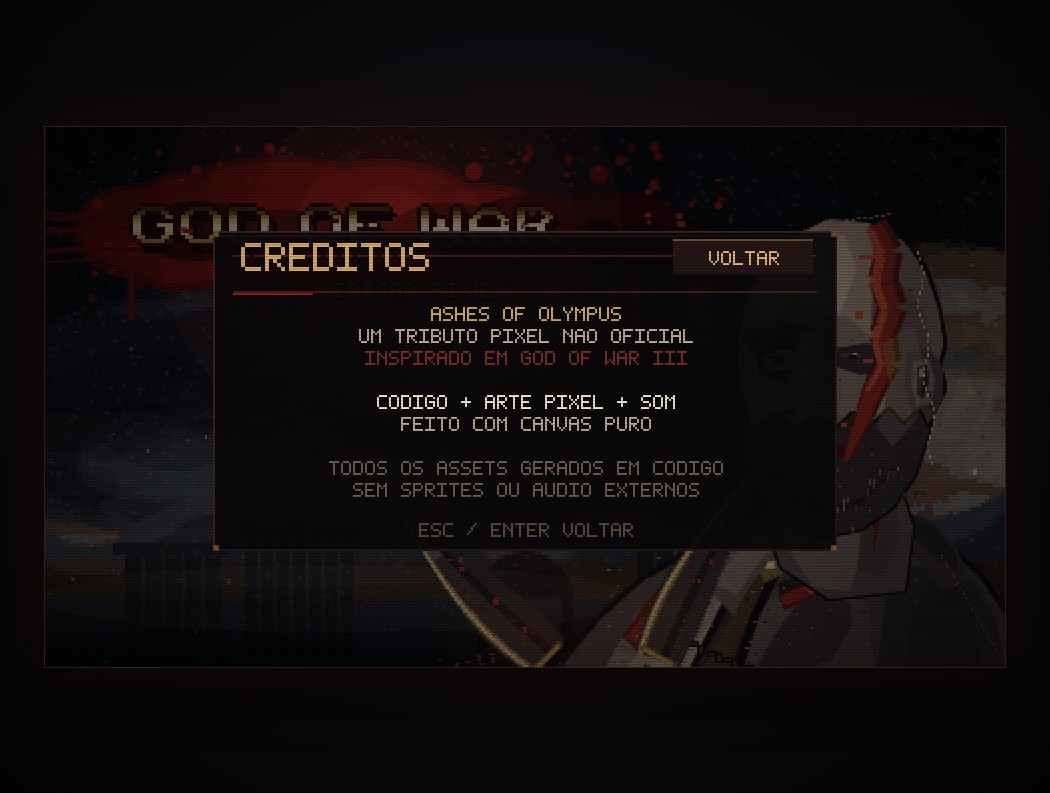 GOD OF WAR
CREDITOS
VOLTAR
EDICAO PIXEL
ASHES OF OLYMPUS
UM TRIBUTO PIXEL NAO OFICIAL
INSPIRADO EM GOD OF WAR III
CODIGO + ARTE PIXEL + SOM
FEITO COM CANVAS PURO
TODOS OS ASSETS GERADOS EM CODIGO
SEM SPRITES OU AUDIO EXTERNOS
ESC / ENTER VOLTAR